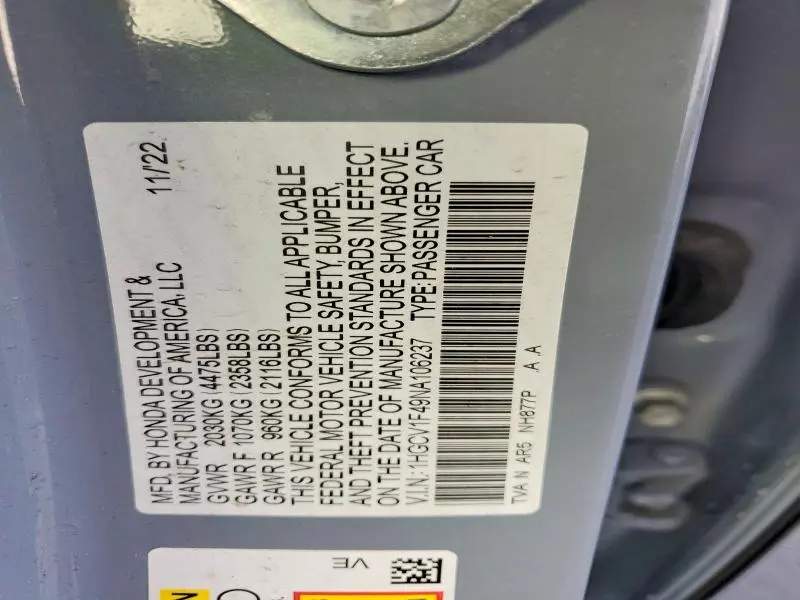 MFD. BY HONDA DEVELOPMENT & 11/22
MANUFACTURING OF AMERICA, LLC
GVWR 2030KG (4475LBS)
GAWR F 1070KG (2358LBS)
GAWR R 960KG (2116LBS)
THIS VEHICLE CONFORMS TO ALL APPLICABLE
FEDERAL MOTOR VEHICLE SAFETY, BUMPER,
AND THEFT PREVENTION STANDARDS IN EFFECT
ON THE DATE OF MANUFACTURE SHOWN ABOVE.
V.I.N.: 1HGCV1F49NA106237 TYPE:PASSENGER CAR
TVA N AR5 NH877P A A
VE
N